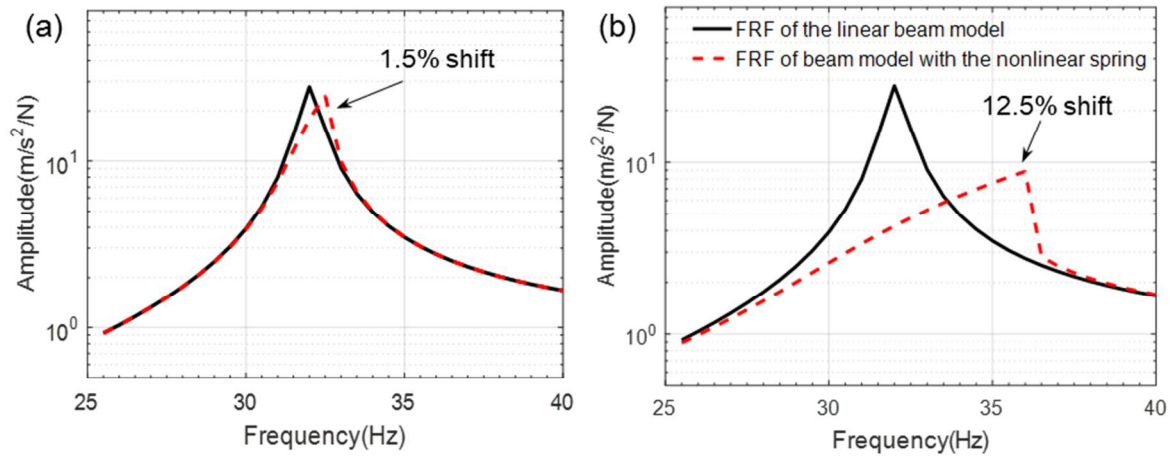 (a)
1.5% shift
Amplitude(m/s²/N)
10¹
10⁰
25 30 35 40
Frequency(Hz)
(b)
FRF of the linear beam model
FRF of beam model with the nonlinear spring
12.5% shift
Amplitude(m/s²/N)
10¹
10⁰
25 30 35 40
Frequency(Hz)